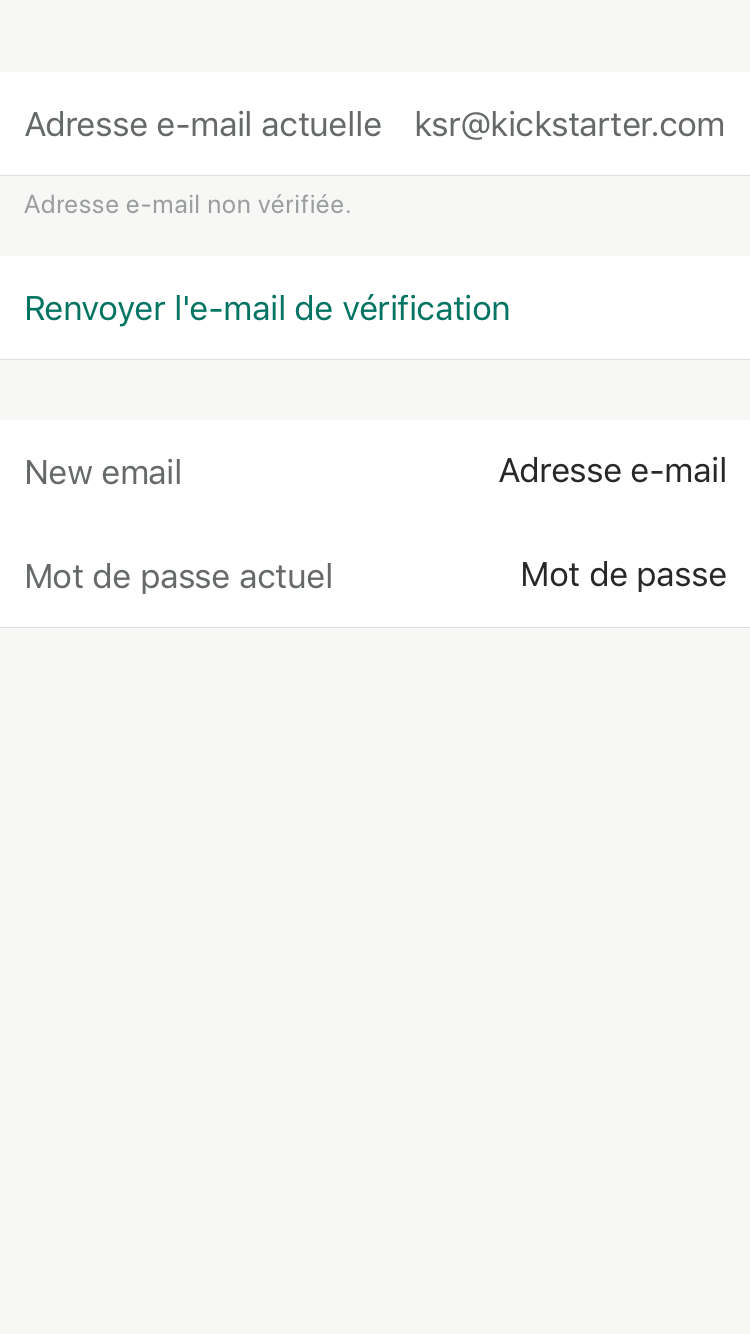 Adresse e-mail actuelle ksr@kickstarter.com
Adresse e-mail non vérifiée.
Renvoyer l'e-mail de vérification
New email Adresse e-mail
Mot de passe actuel Mot de passe